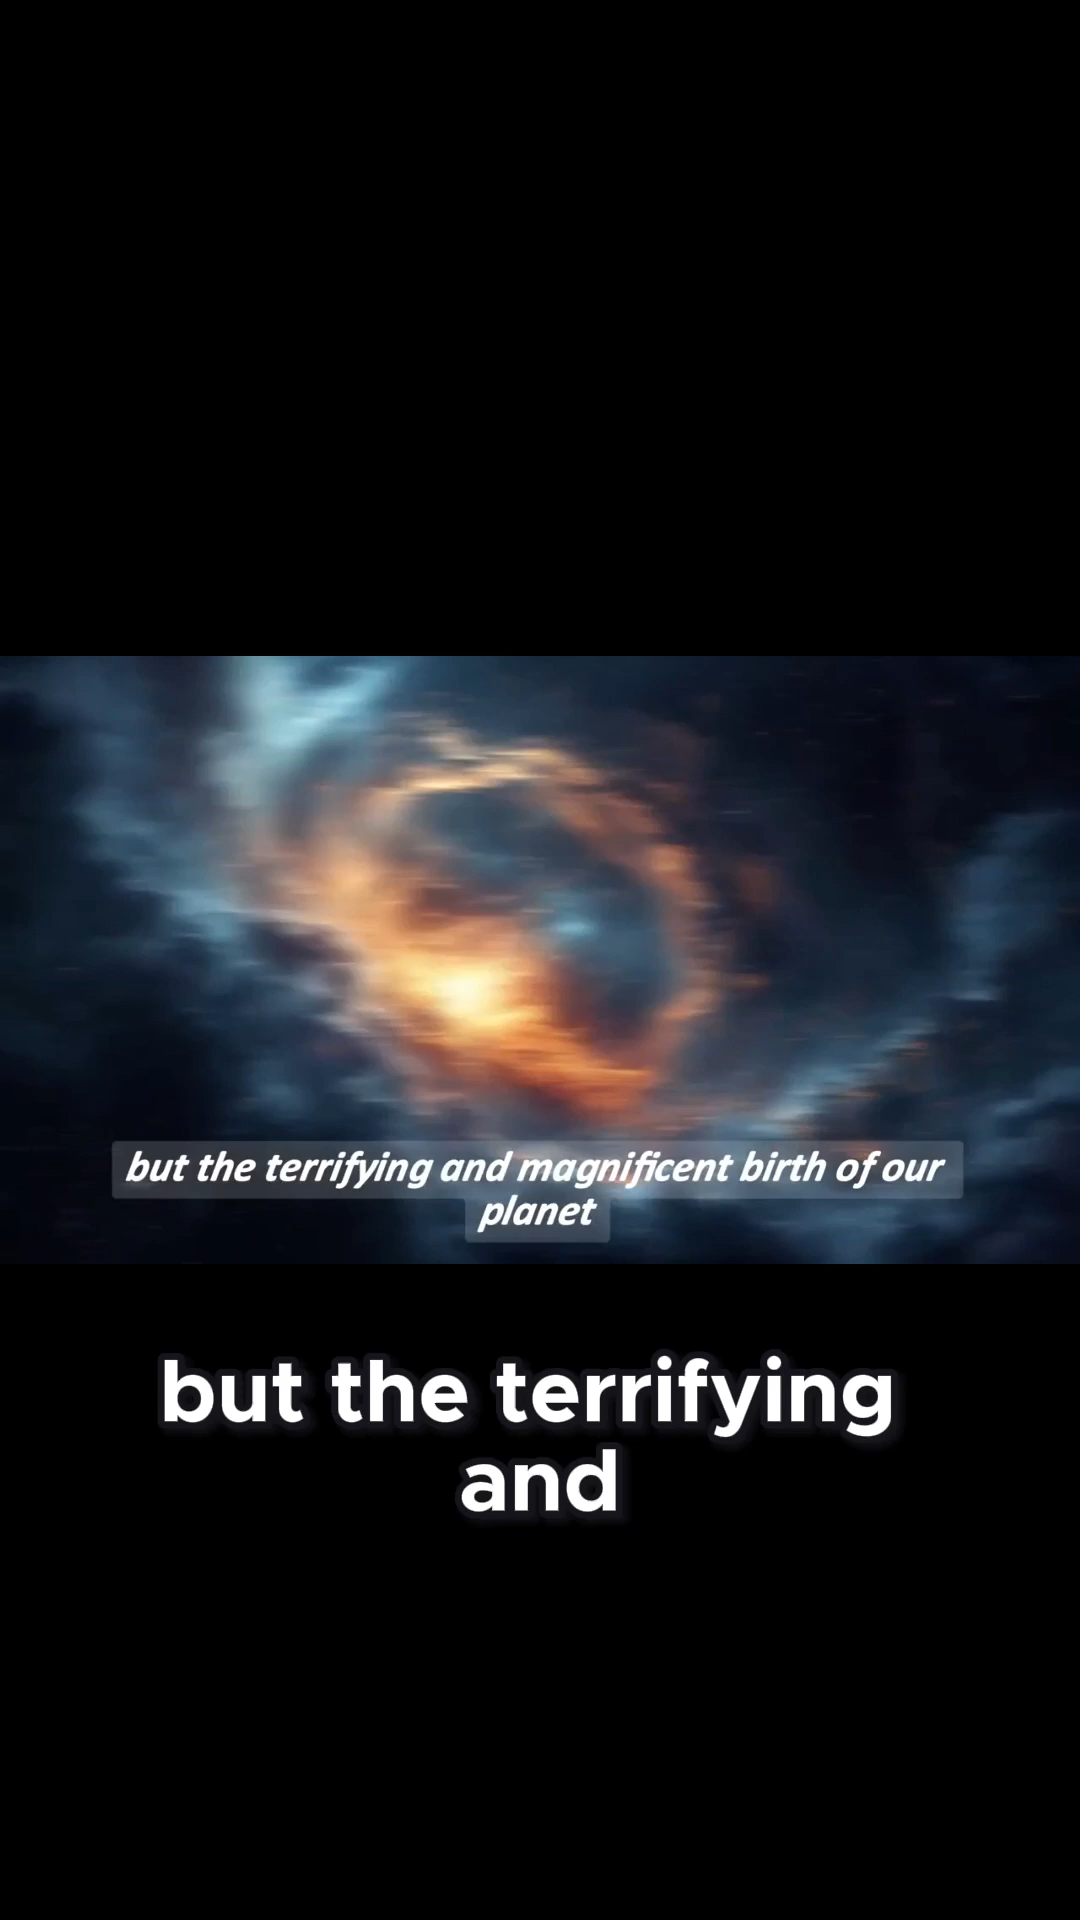 but the terrifying and magnificent birth of our
planet
but the terrifying
and